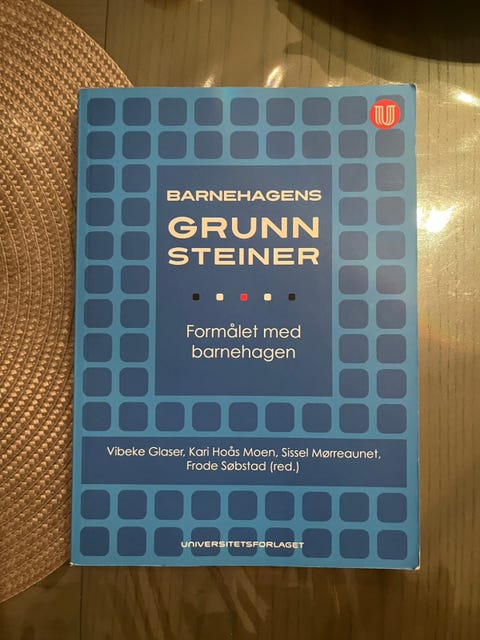 U
BARNEHAGENS
GRUNN
STEINER
Formålet med
barnehagen
Vibeke Glaser, Kari Hoås Moen, Sissel Mørreaunet,
Frode Søbstad (red.)
UNIVERSITETSFORLAGET